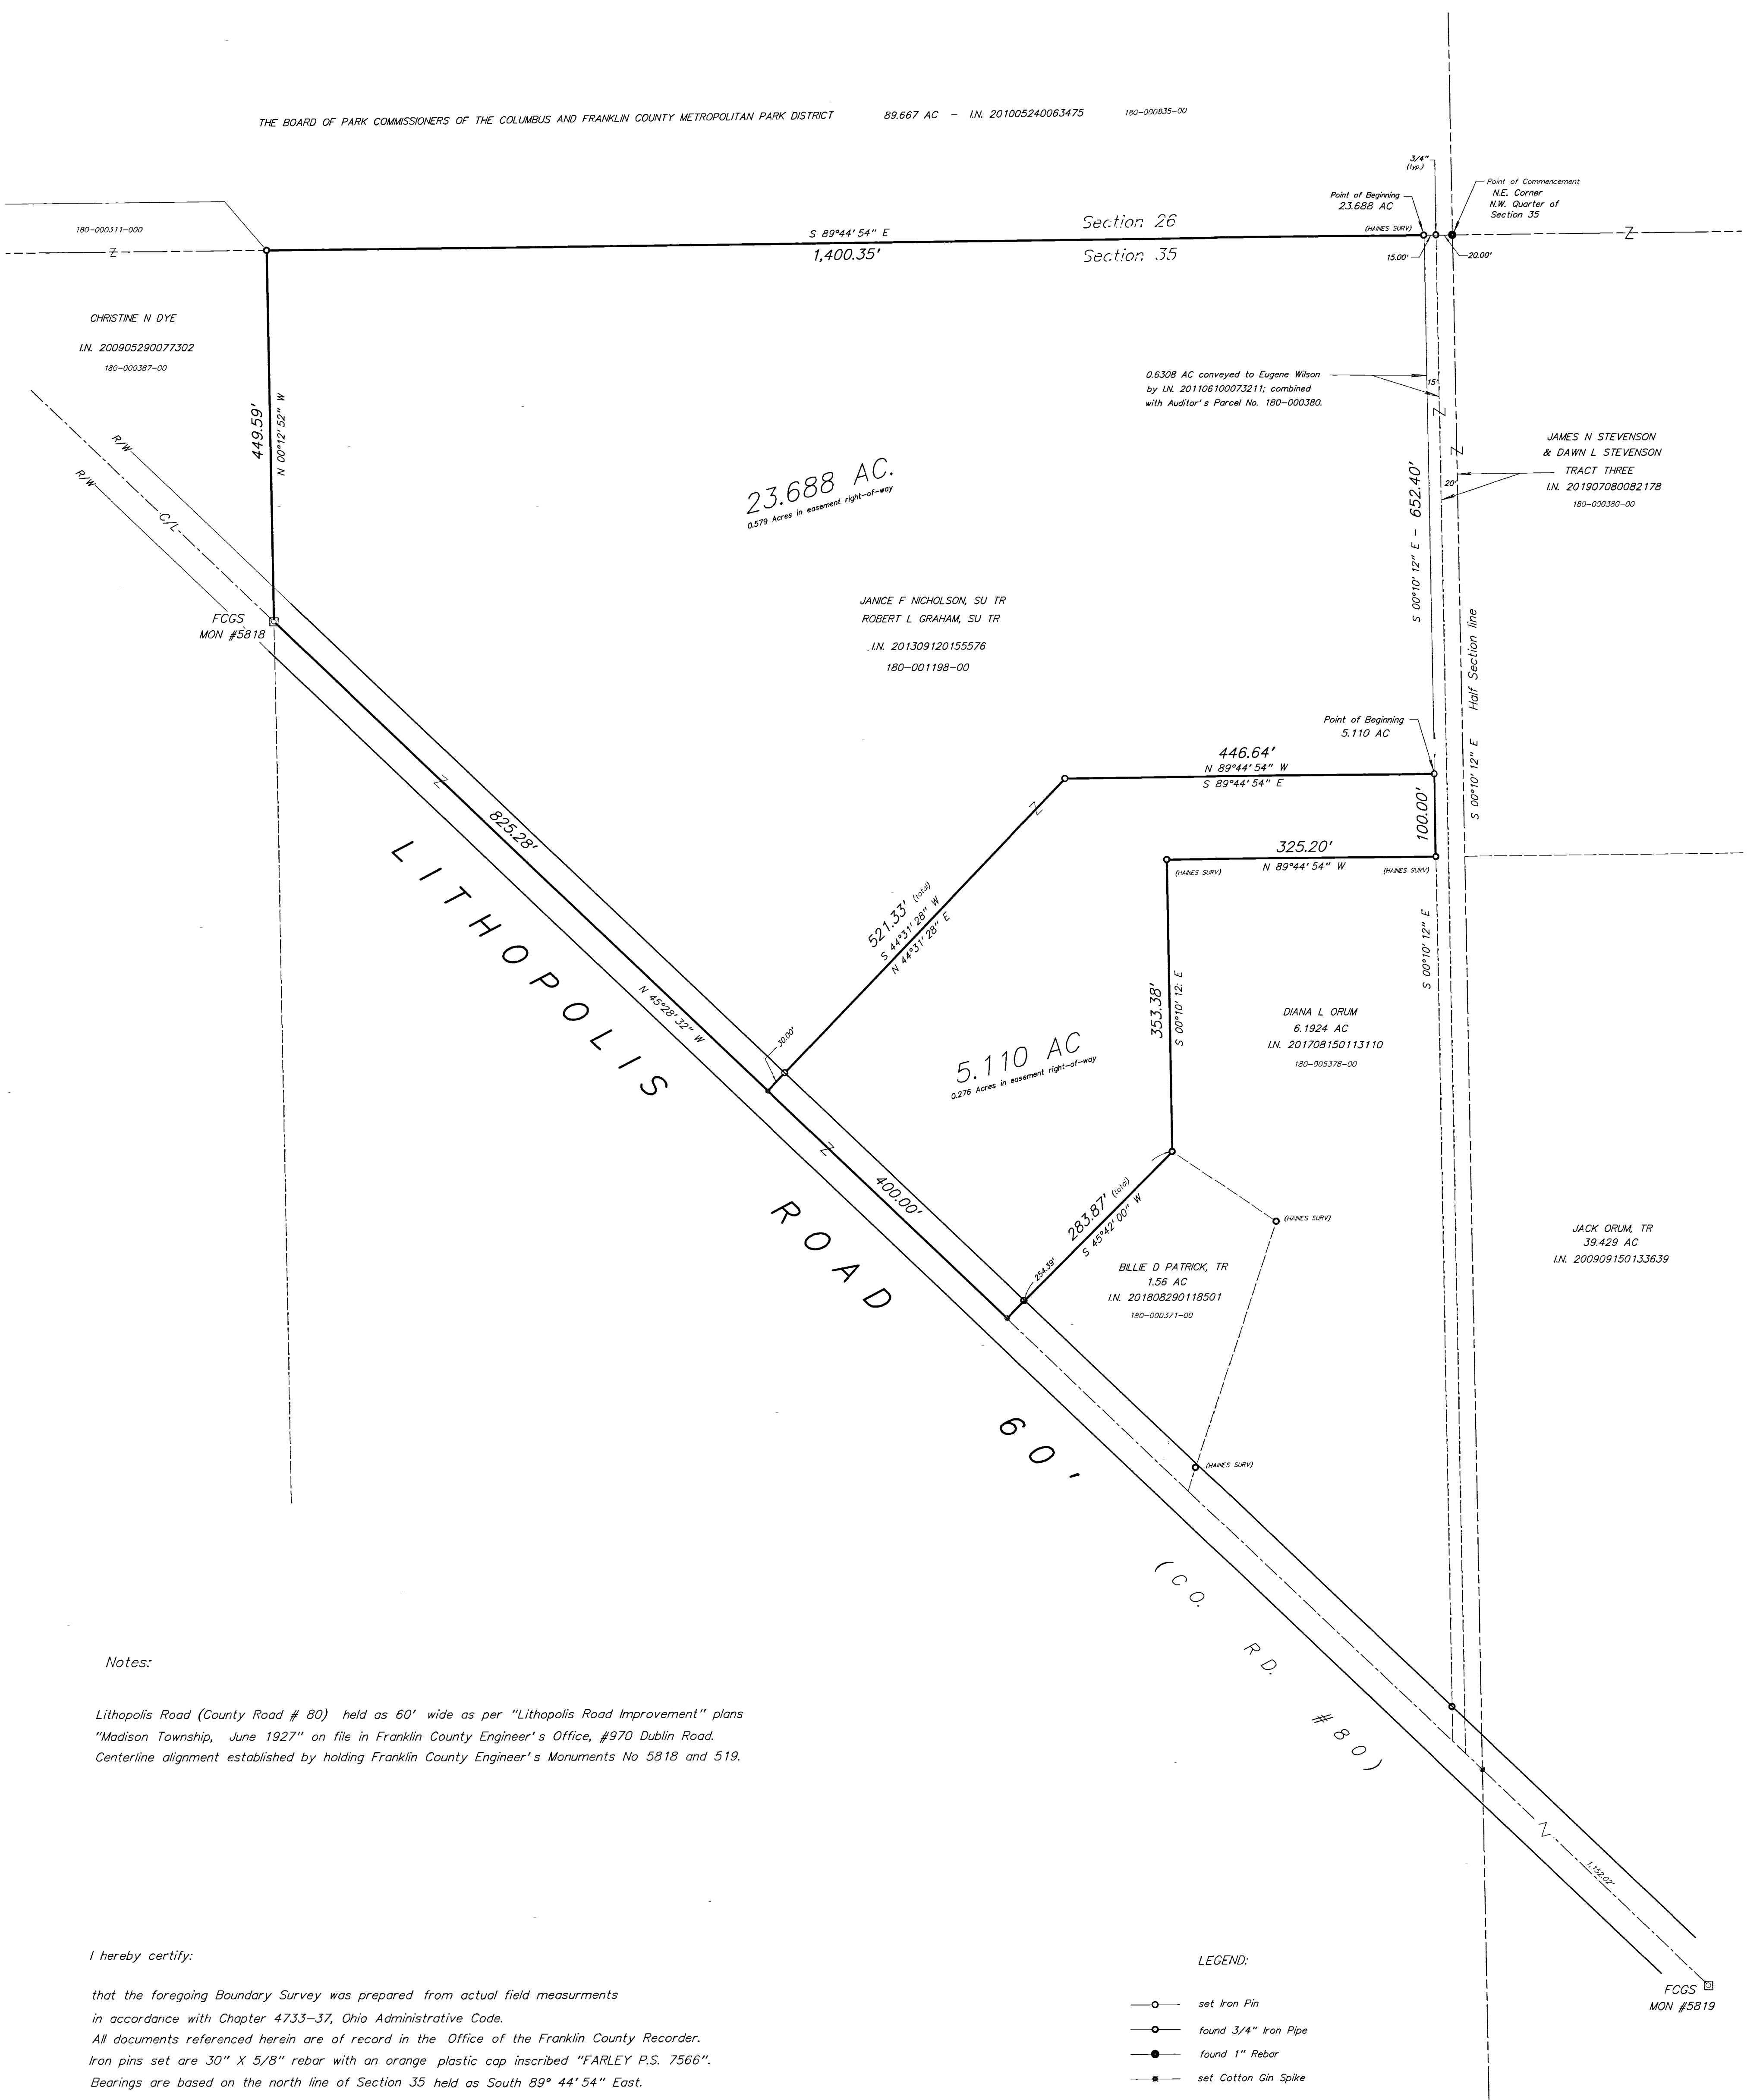 THE BOARD OF PARK COMMISSIONERS OF THE COLUMBUS AND FRANKLIN COUNTY METROPOLITAN PARK DISTRICT 89.667 AC – I.N. 201005240063475 180-000835-00
3/4"
(typ.)
Point of Commencement
N.E. Corner
N.W. Quarter of
Section 35
Point of Beginning
23.688 AC
(HAINES SURV)
180-000311-000
Z
S 89°44'54" E
1,400.35'
Section 26
Section 35
15.00'
20.00'
Z
CHRISTINE N DYE
I.N. 200905290077302
180-000387-00
449.59'
N 00°12'52" W
R/W
R/W
C/L
FCGS
MON #5818
0.6308 AC conveyed to Eugene Wilson
by I.N. 201106100073211; combined
with Auditor's Parcel No. 180-000380.
15'
Z
Z
20'
JAMES N STEVENSON
& DAWN L STEVENSON
TRACT THREE
I.N. 201907080082178
180-000380-00
23.688 AC.
0.579 Acres in easement right-of-way
S 00°10'12" E – 652.40'
S 00°10'12" E Half Section line
JANICE F NICHOLSON, SU TR
ROBERT L GRAHAM, SU TR
I.N. 201309120155576
180-001198-00
Point of Beginning
5.110 AC
446.64'
N 89°44'54" W
S 89°44'54" E
100.00'
325.20'
N 89°44'54" W
(HAINES SURV)
(HAINES SURV)
Z
825.28'
N 45°28'32" W
Z
521.33' (total)
S 44°31'28" W
N 44°31'28" E
30.00'
353.38'
S 00°10'12: E
S 00°10'12" E
DIANA L ORUM
6.1924 AC
I.N. 201708150113110
180-005378-00
5.110 AC
0.276 Acres in easement right-of-way
Z
400.00'
283.87' (total)
S 45°42'00" W
254.39'
(HAINES SURV)
BILLIE D PATRICK, TR
1.56 AC
I.N. 201808290118501
180-000371-00
JACK ORUM, TR
39.429 AC
I.N. 200909150133639
(HAINES SURV)
LITHOPOLIS ROAD 60' (CO. RD. #80)
Z
1,152.02'
FCGS
MON #5819
Notes:
Lithopolis Road (County Road # 80) held as 60' wide as per "Lithopolis Road Improvement" plans
"Madison Township, June 1927" on file in Franklin County Engineer's Office, #970 Dublin Road.
Centerline alignment established by holding Franklin County Engineer's Monuments No 5818 and 519.
I hereby certify:
that the foregoing Boundary Survey was prepared from actual field measurments
in accordance with Chapter 4733-37, Ohio Administrative Code.
All documents referenced herein are of record in the Office of the Franklin County Recorder.
Iron pins set are 30" X 5/8" rebar with an orange plastic cap inscribed "FARLEY P.S. 7566".
Bearings are based on the north line of Section 35 held as South 89° 44'54" East.
LEGEND:
set Iron Pin
found 3/4" Iron Pipe
found 1" Rebar
set Cotton Gin Spike